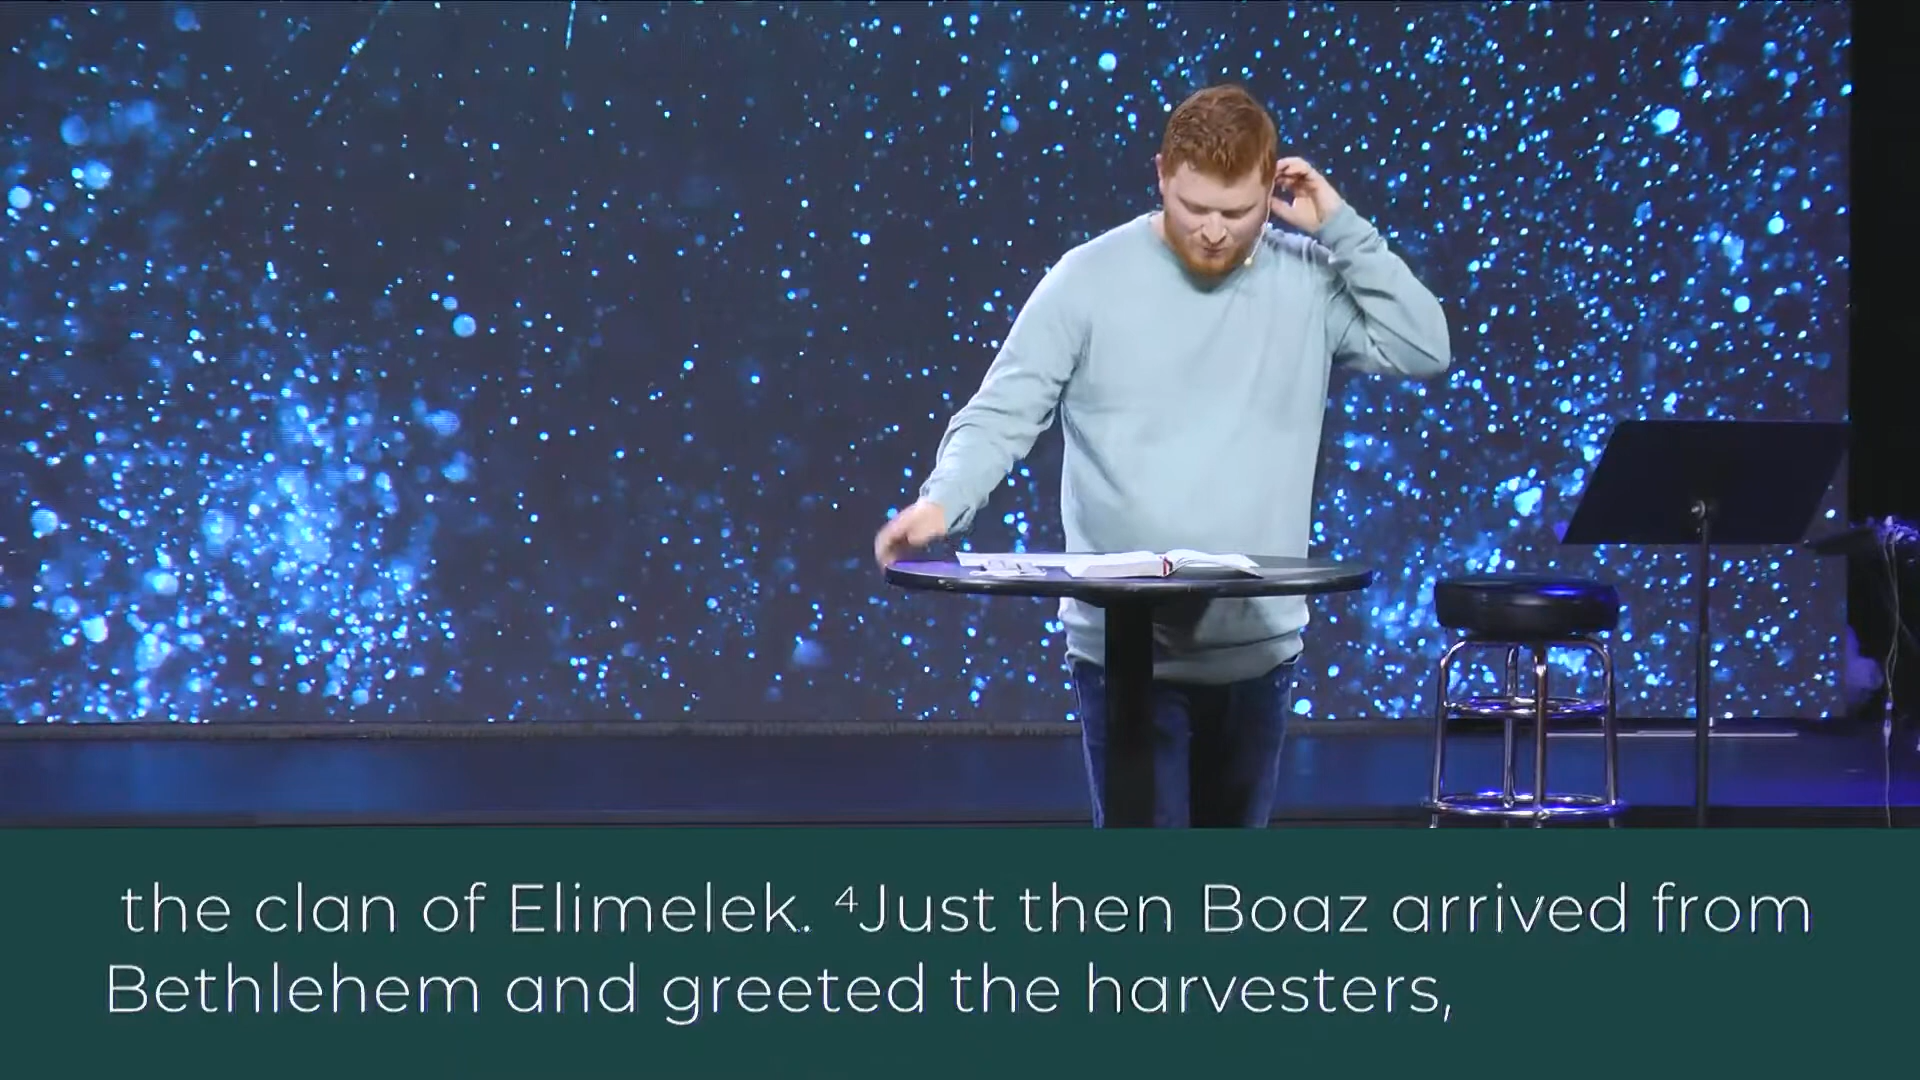 the clan of Elimelek. ⁴Just then Boaz arrived from
Bethlehem and greeted the harvesters,